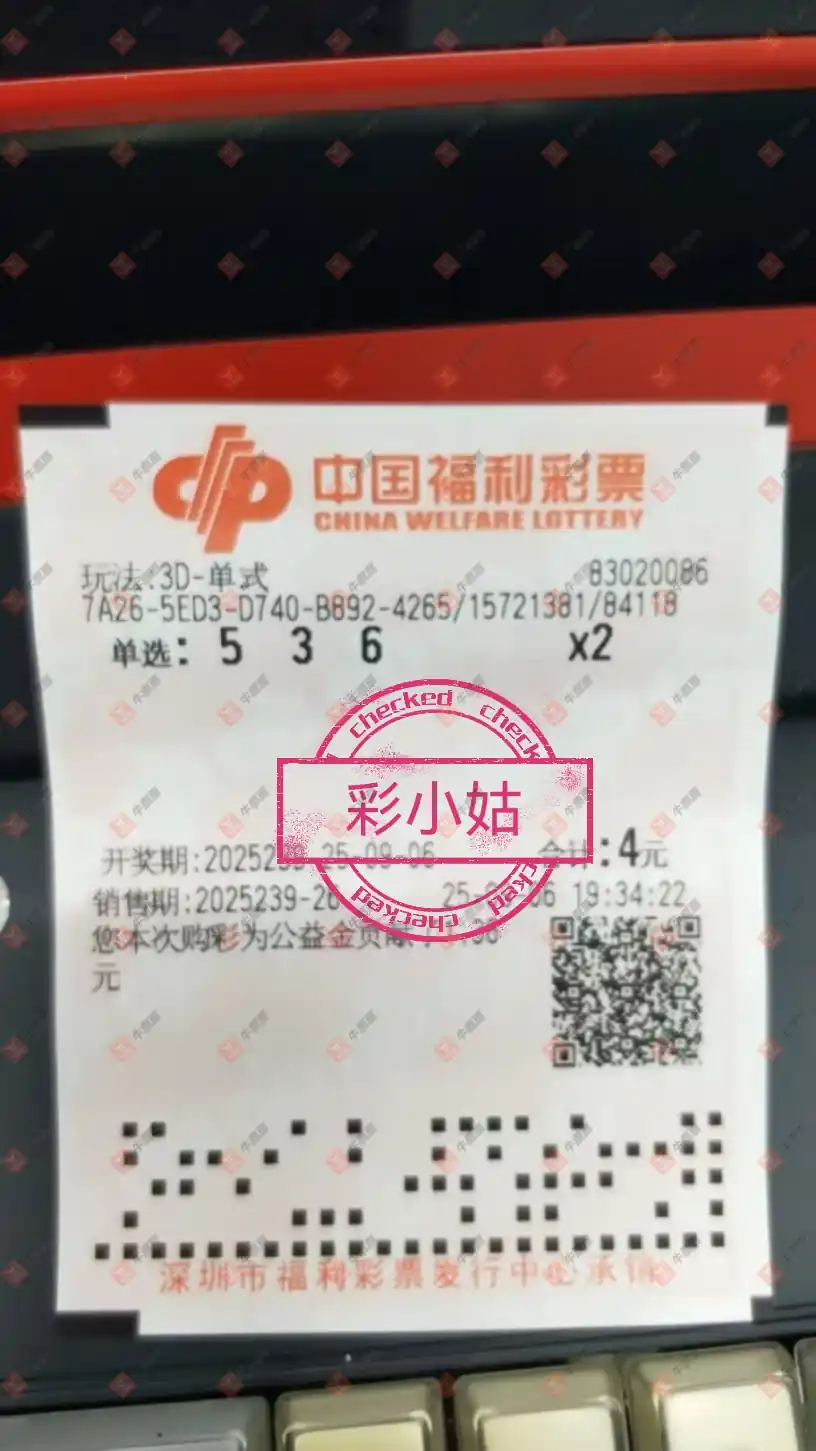 中国福利彩票
CHINA WELFARE LOTTERY
玩法:3D-单式 83020086
7A26-5ED3-D740-B892-4265/15721381/84118
单选: 5 3 6 x2
checked check
彩小姑
开奖期:2025239 25-09-06 合计:4元
销售期:2025239-26 25- 06 19:34:22
您本次购彩为公益金贡献
元
checked
深圳市福利彩票发行中心承销